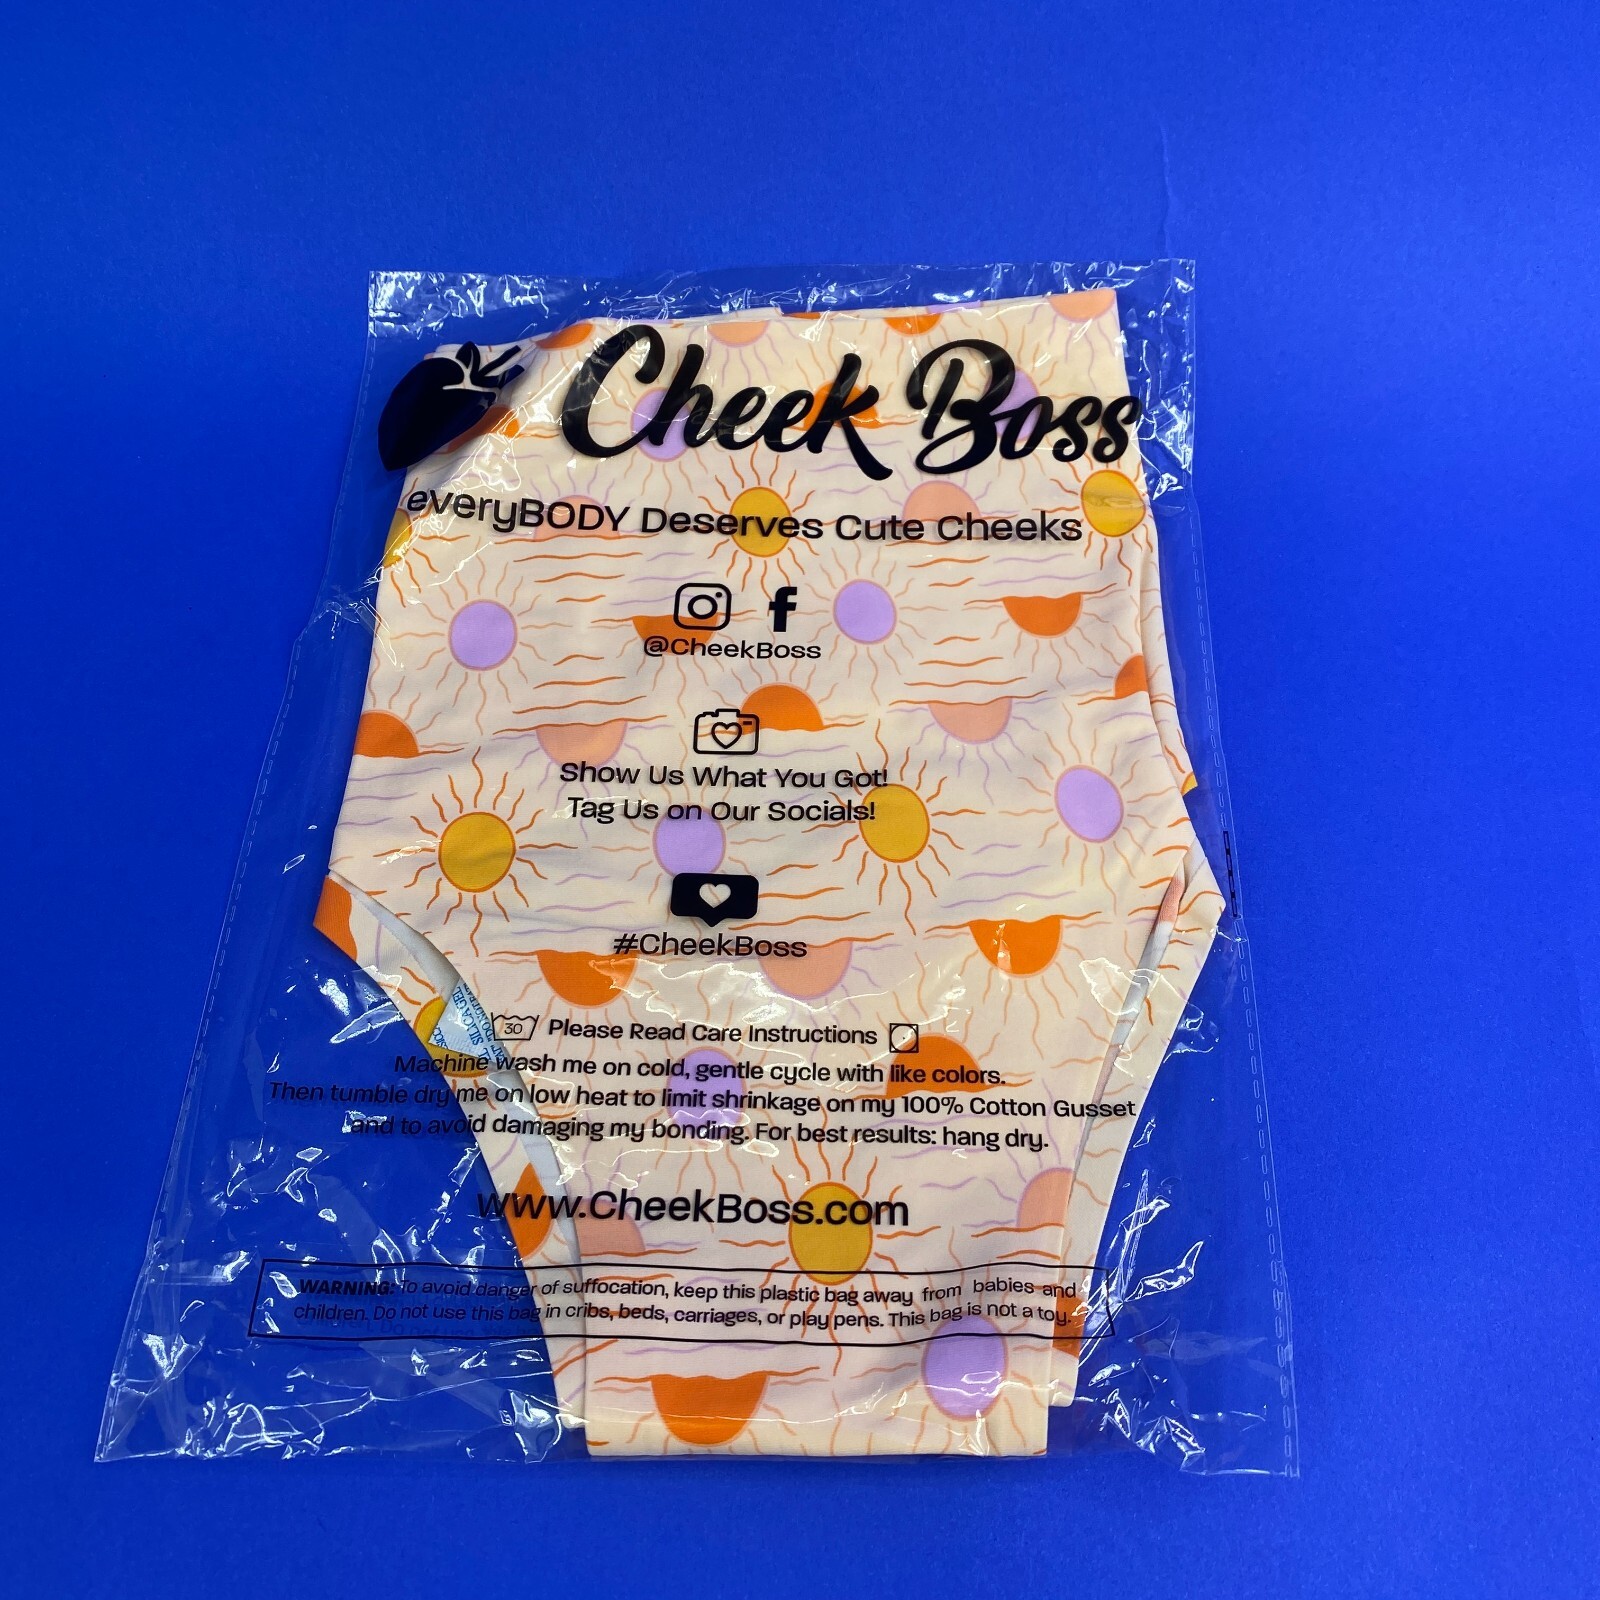 Cheek Boss
everyBODY Deserves Cute Cheeks
@CheekBoss
Show Us What You Got!
Tag Us on Our Socials!
#CheekBoss
30 Please Read Care Instructions
Machine wash me on cold, gentle cycle with like colors.
Then tumble dry me on low heat to limit shrinkage on my 100% Cotton Gusset
and to avoid damaging my bonding. For best results: hang dry.
www.CheekBoss.com
WARNING: To avoid danger of suffocation, keep this plastic bag away from babies and
children. Do not use this bag in cribs, beds, carriages, or play pens. This bag is not a toy.
SILICA GEL